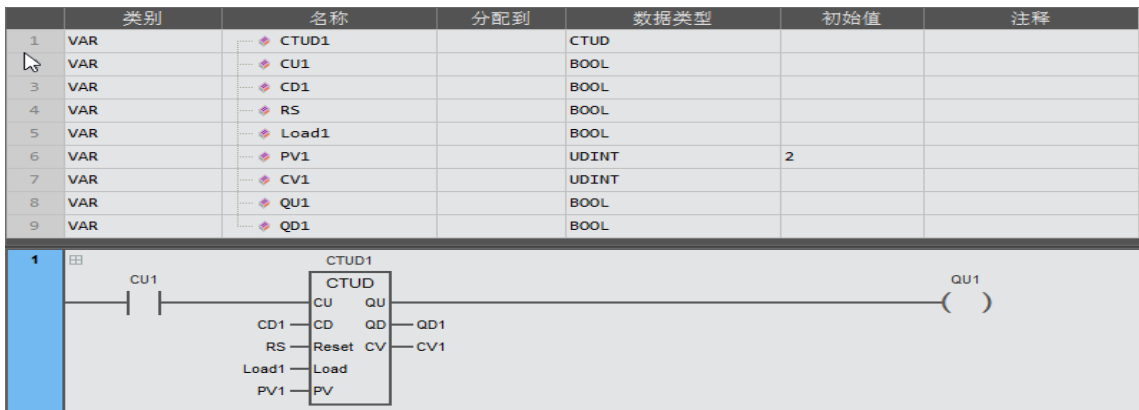 类别 名称 分配到 数据类型 初始值 注释
1 VAR CTUD1 CTUD
VAR CU1 BOOL
3 VAR CD1 BOOL
4 VAR RS BOOL
5 VAR Load1 BOOL
6 VAR PV1 UDINT 2
7 VAR CV1 UDINT
8 VAR QU1 BOOL
9 VAR QD1 BOOL
1 CTUD1
CU1 CTUD QU1
CU QU
CD1 CD QD QD1
RS Reset CV CV1
Load1 Load
PV1 PV